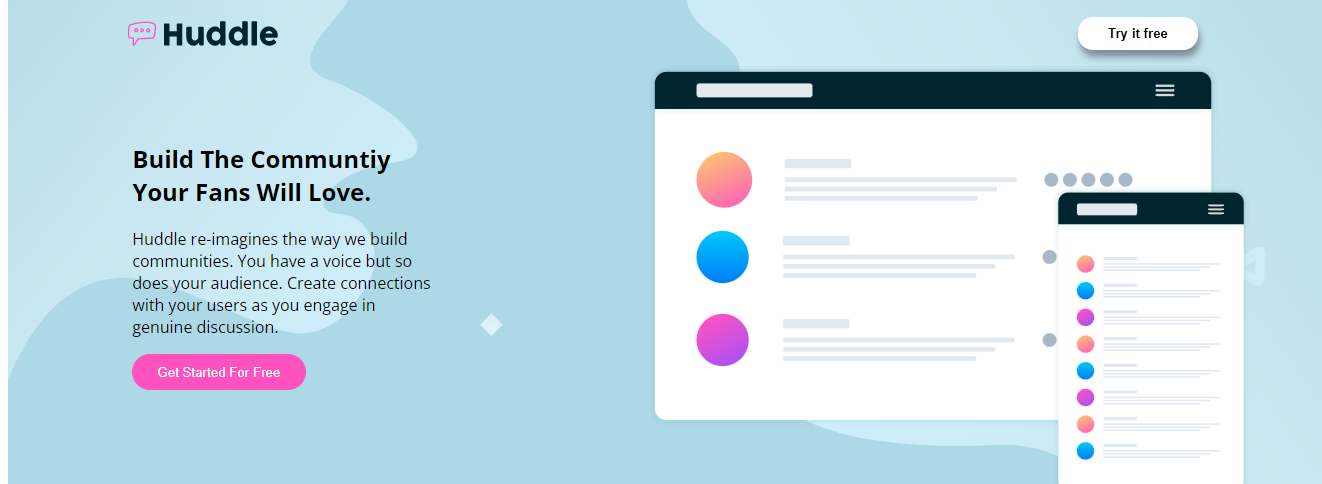 Huddle
Try it free
Build The Communtiy
Your Fans Will Love.
Huddle re-imagines the way we build
communities. You have a voice but so
does your audience. Create connections
with your users as you engage in
genuine discussion.
Get Started For Free